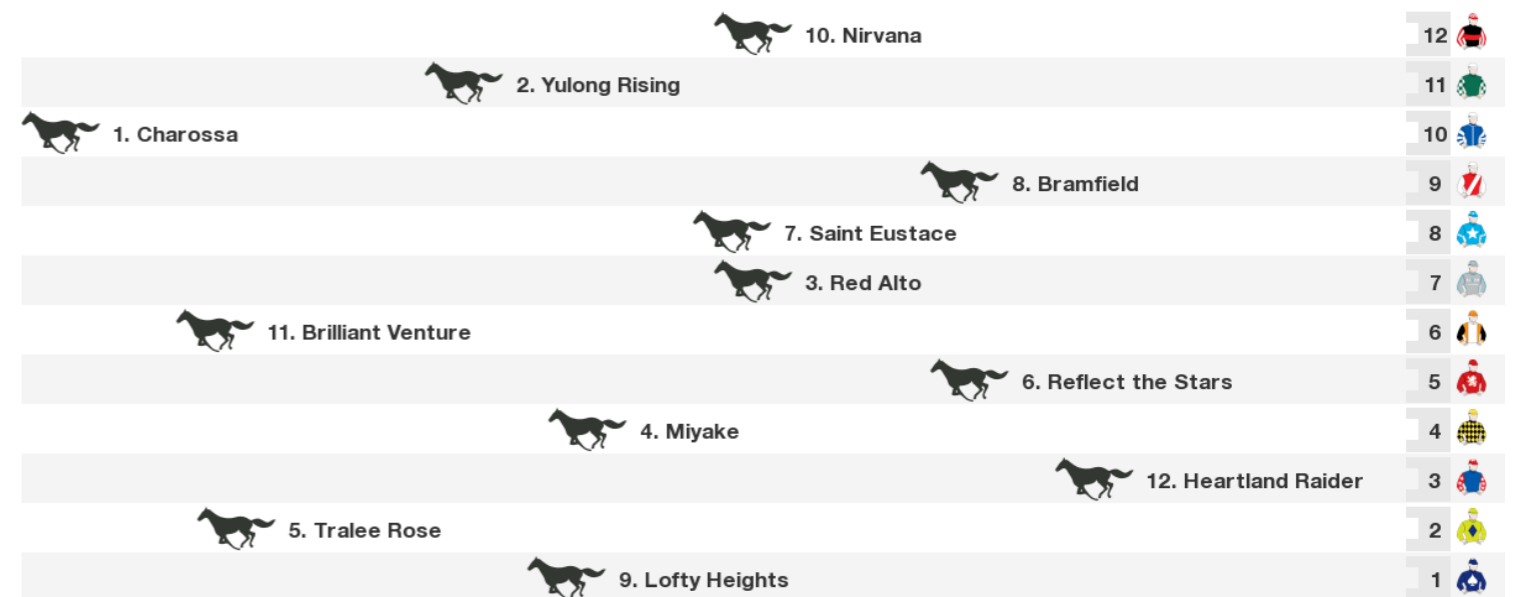 10. Nirvana 12
2. Yulong Rising 11
1. Charossa 10
8. Bramfield 9
7. Saint Eustace 8
3. Red Alto 7
11. Brilliant Venture 6
6. Reflect the Stars 5
4. Miyake 4
12. Heartland Raider 3
5. Tralee Rose 2
9. Lofty Heights 1